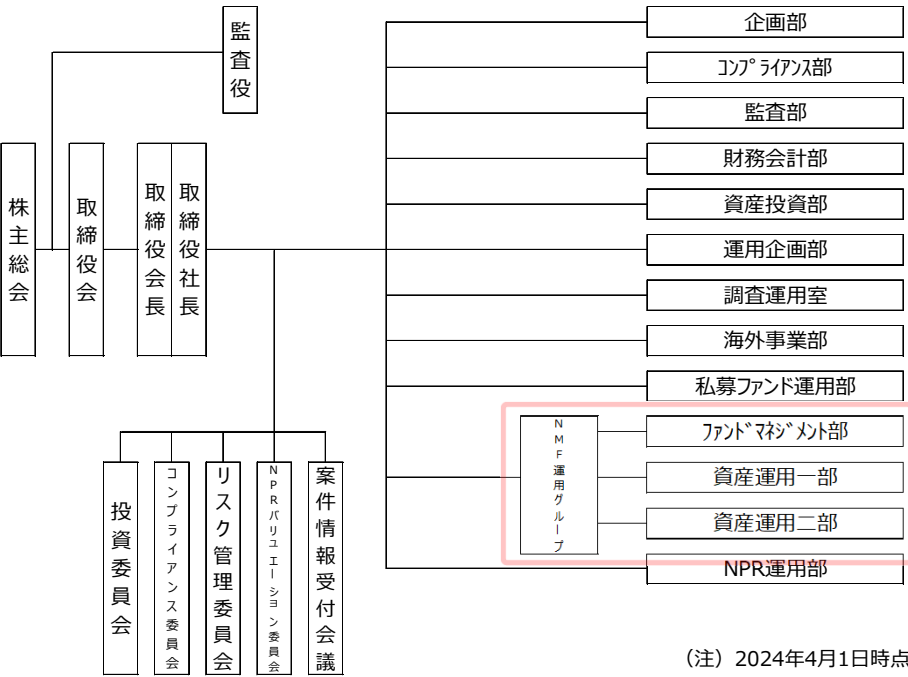 監査役
株主総会
取締役会
取締役会長
取締役社長
企画部
ｺﾝﾌﾟﾗｲｱﾝｽ部
監査部
財務会計部
資産投資部
運用企画部
調査運用室
海外事業部
私募ファンド運用部
NMF運用グループ
ﾌｧﾝﾄﾞﾏﾈｼﾞﾒﾝﾄ部
資産運用一部
資産運用二部
NPR運用部
投資委員会
コンプライアンス委員会
リスク管理委員会
NPRバリュエーション委員会
案件情報受付会議
（注）2024年4月1日時点